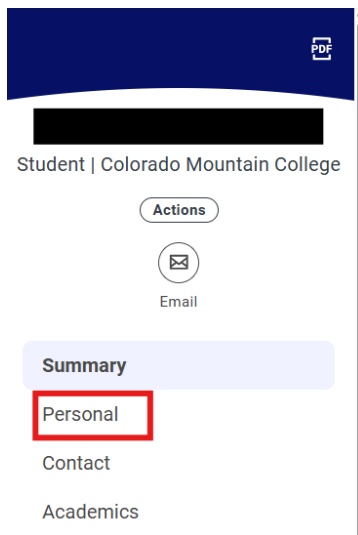 PDF
Student | Colorado Mountain College
Actions
Email
Summary
Personal
Contact
Academics